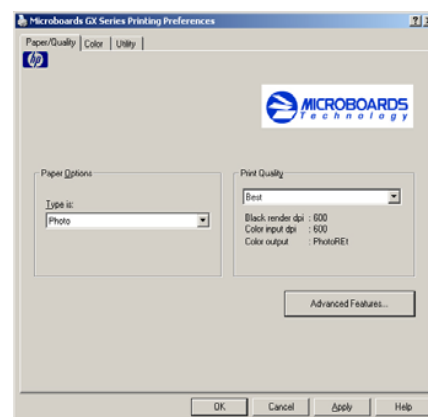 Microboards GX Series Printing Preferences
Paper/Quality Color Utility
hp
MICROBOARDS
Technology
Paper Options
Type is:
Photo
Print Quality
Best
Black render dpi : 600
Color input dpi : 600
Color output : PhotoREt
Advanced Features...
OK Cancel Apply Help